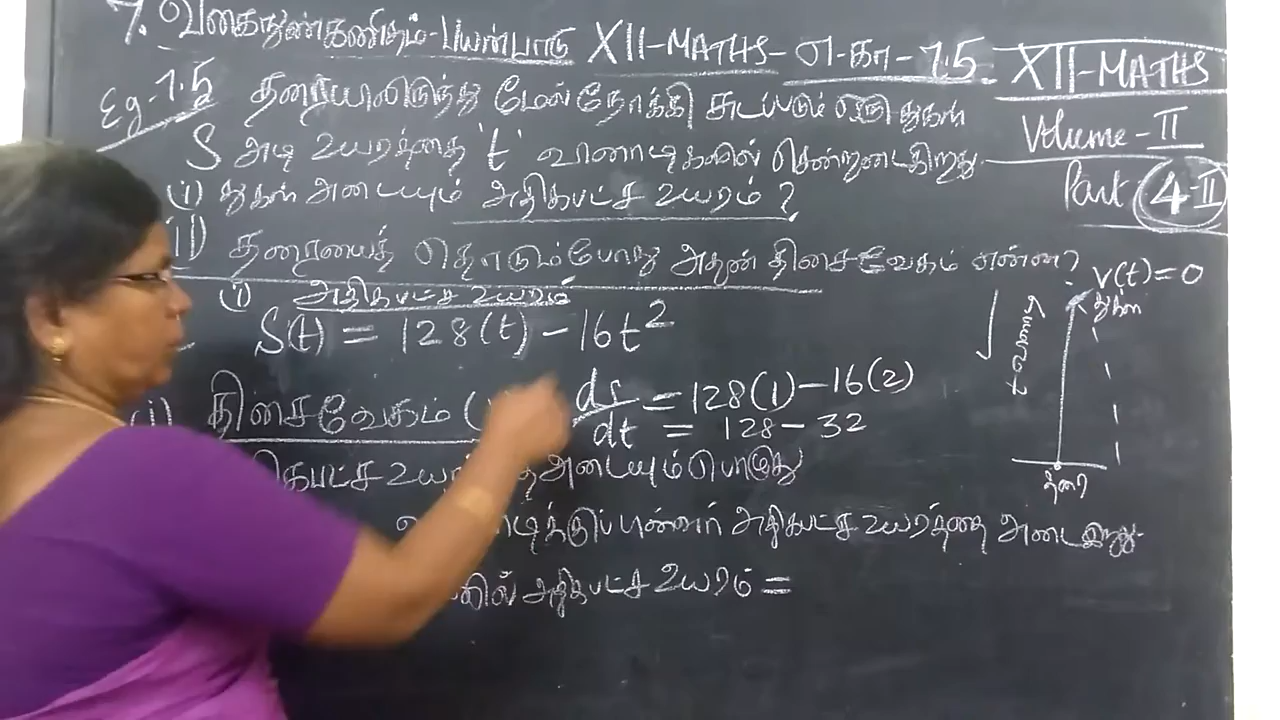 7. வகைநுண்கணிதம்-பயன்பாடு XII-MATHS-எ-கா-7.5.
XII-MATHS
Volume-II
Part 4-II
Eg-7.5 தரையிலிருந்து மேல்நோக்கி சுடப்படும் ஒரு துகள்
S அடி உயரத்தை 't' வினாடிகளில் சென்றடைகிறது.
i) துகள் அடையும் அதிகபட்ச உயரம்?
ii) தரையைத் தொடும்போது அதன் திசைவேகம் என்ன?
i) அதிகபட்ச உயரம்
S(t) = 128(t) - 16t²
திசைவேகம் ( ds/dt = 128(1) - 16(2)
= 128 - 32
உயர அடையும் பொழுது
அதிகபட்ச உயரத்தை அடைகிறது.
அதிகபட்ச உயரம் =
v(t) = 0
துகள்
தரை